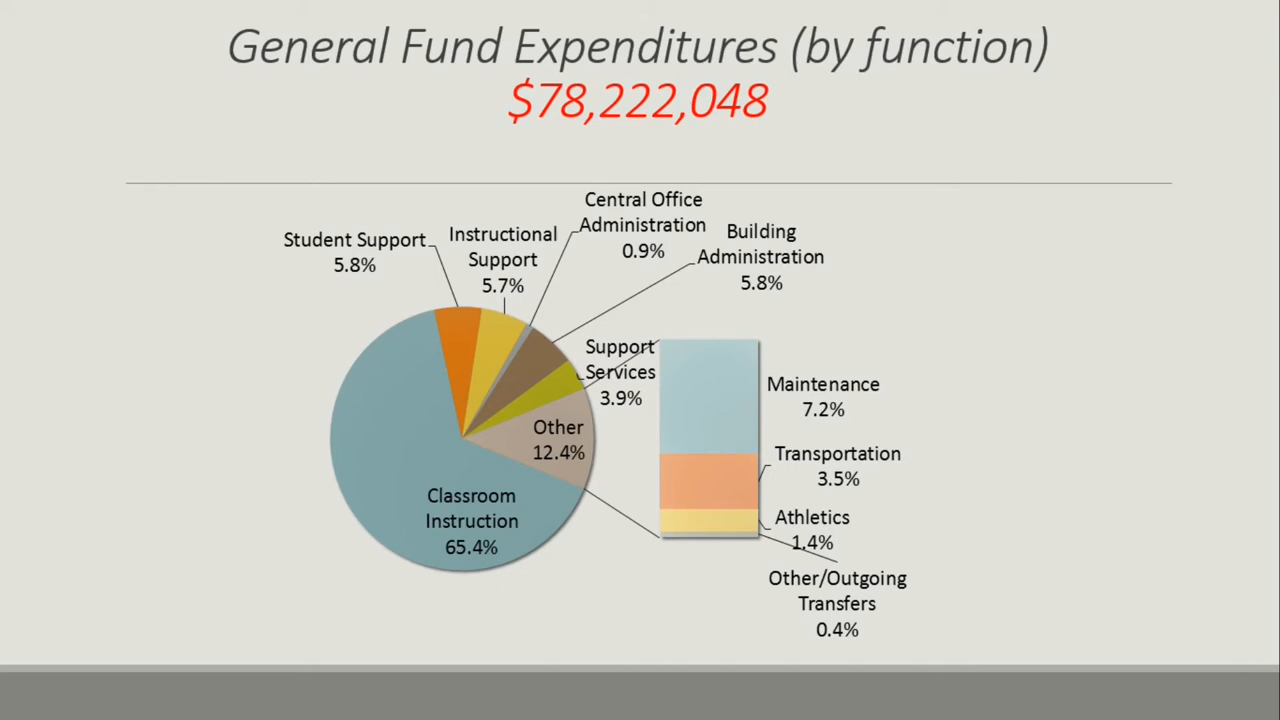 General Fund Expenditures (by function)
$78,222,048
Central Office
Administration
0.9%
Building
Administration
5.8%
Instructional
Support
5.7%
Student Support
5.8%
Support
Services
3.9%
Other
12.4%
Classroom
Instruction
65.4%
Maintenance
7.2%
Transportation
3.5%
Athletics
1.4%
Other/Outgoing
Transfers
0.4%